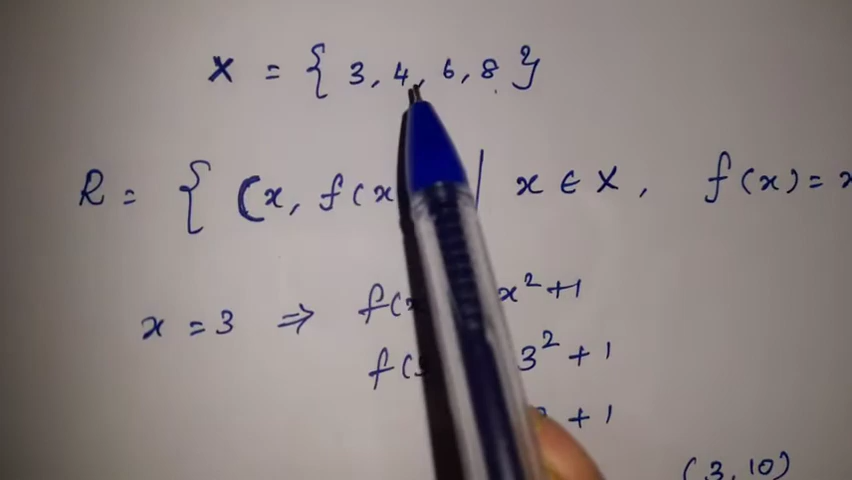 X = { 3, 4, 6, 8 }
R = { (x, f(x | x ∈ X, f(x) =
x = 3 ⇒ f( x² + 1
f( 3² + 1
+ 1
(3, 10)